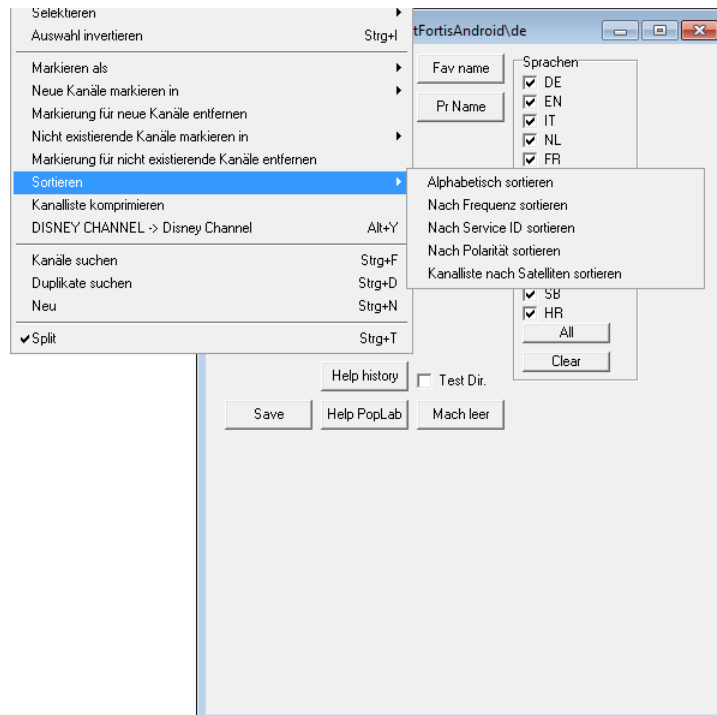 Selektieren
Auswahl invertieren Strg+I
tFortisAndroid\de
Markieren als
Neue Kanäle markieren in
Markierung für neue Kanäle entfernen
Nicht existierende Kanäle markieren in
Markierung für nicht existierende Kanäle entfernen
Sortieren
Kanalliste komprimieren
DISNEY CHANNEL -> Disney Channel Alt+Y
Kanäle suchen Strg+F
Duplikate suchen Strg+D
Neu Strg+N
Split Strg+T
Alphabetisch sortieren
Nach Frequenz sortieren
Nach Service ID sortieren
Nach Polarität sortieren
Kanalliste nach Satelliten sortieren
Fav name
Pr Name
Sprachen
DE
EN
IT
NL
FR
SB
HR
All
Clear
Help history
Test Dir.
Save
Help PopLab
Mach leer